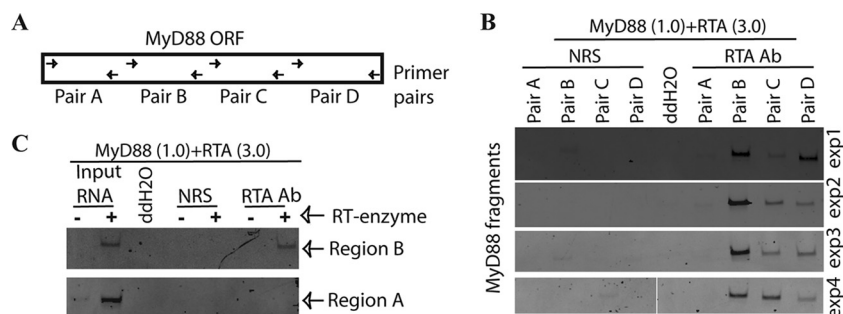 A
MyD88 ORF
Pair A Pair B Pair C Pair D
Primer pairs
B
MyD88 (1.0)+RTA (3.0)
NRS RTA Ab
Pair A Pair B Pair C Pair D ddH2O Pair A Pair B Pair C Pair D
MyD88 fragments
exp1
exp2
exp3
exp4
C
MyD88 (1.0)+RTA (3.0)
Input RNA ddH2O NRS RTA Ab
- + - + - + RT-enzyme
Region B
Region A